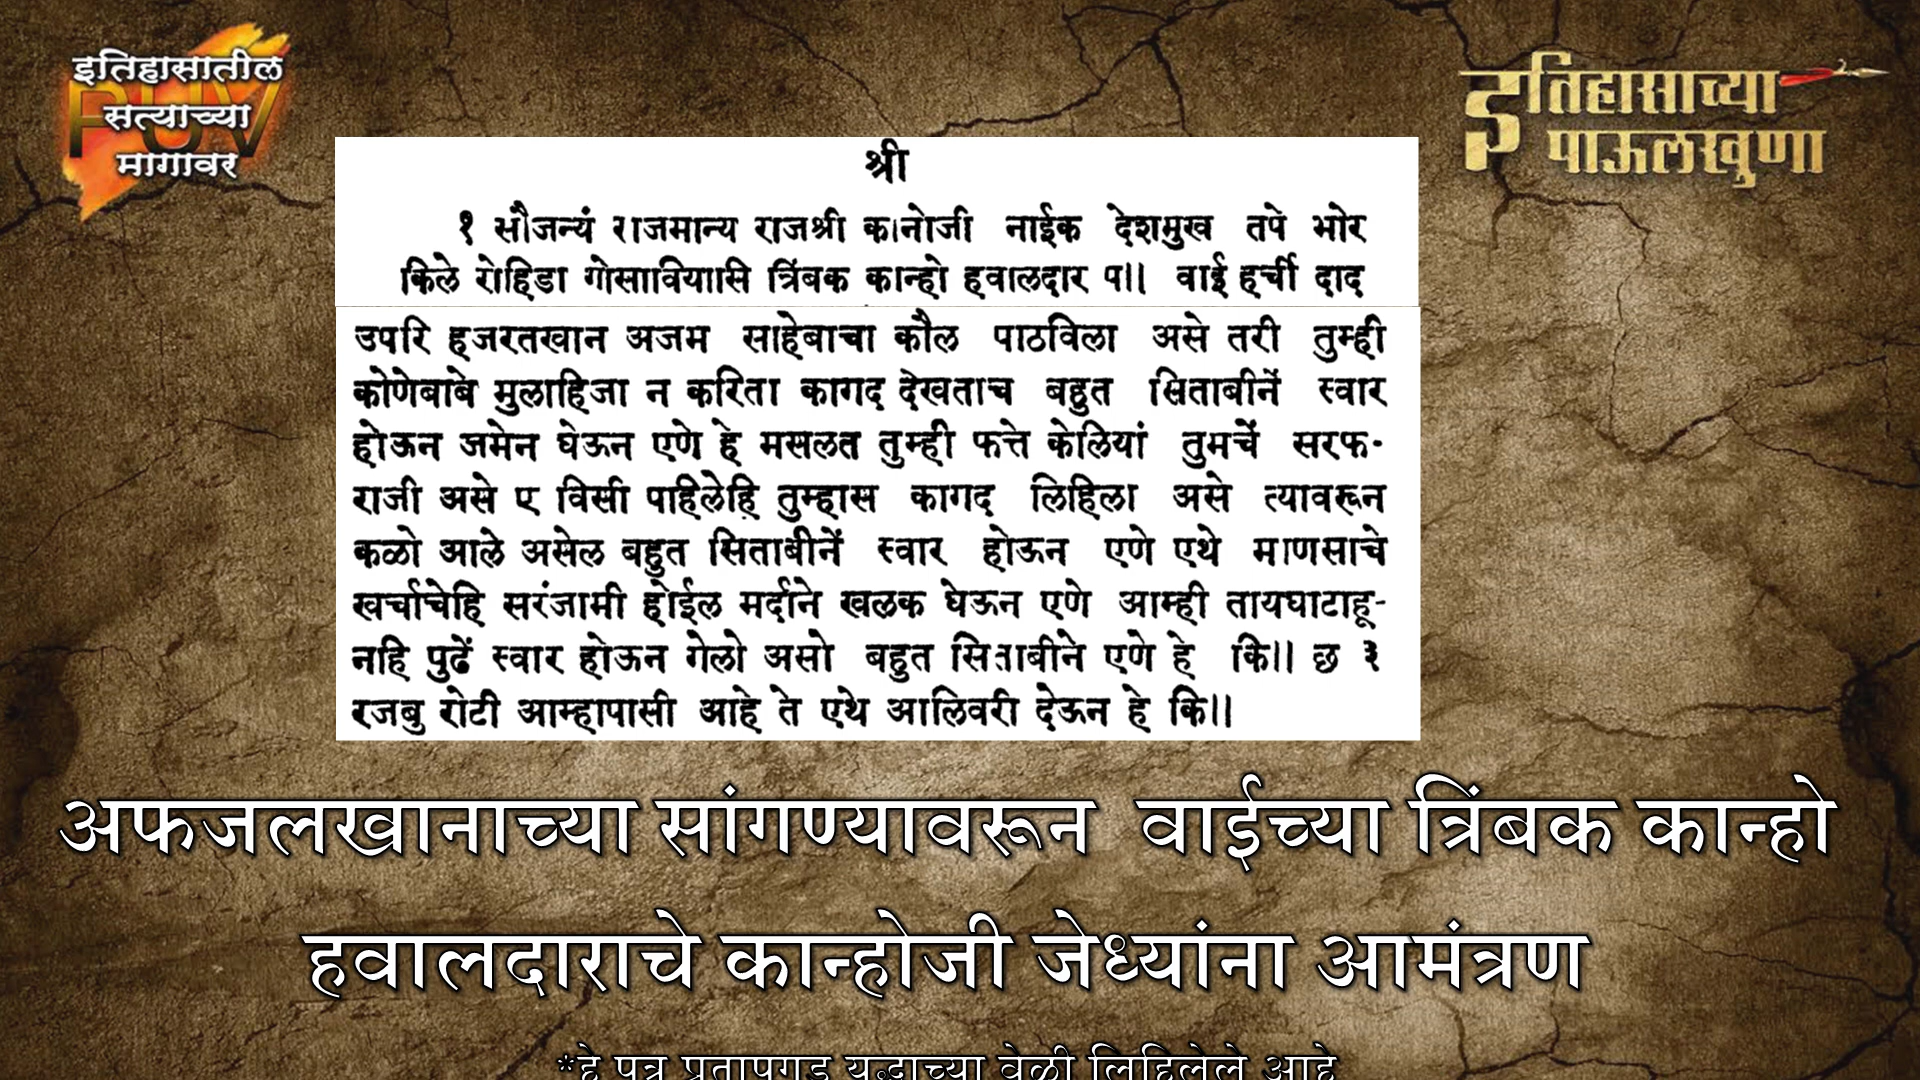 इतिहासातील
सत्याच्या
मागावर
इतिहासाच्या
पाऊलखुणा
श्री
१ सौजन्यं राजमान्य राजश्री कानोजी नाईक देशमुख तपे भोर
किले रोहिडा गोसावियासि त्रिंबक कान्हो हवालदार प॥ वाई हर्ची दाद
उपरि हजरतखान अजम साहेबाचा कौल पाठविला असे तरी तुम्ही
कोणेबाबे मुलाहिजा न करिता कागद देखताच बहुत सिताबीनें स्वार
होऊन जमेन घेऊन एणे हे मसलत तुम्ही फत्ते केलियां तुमचें सरफ-
राजी असे ए विसी पाहिलेहि तुम्हास कागद लिहिला असे त्यावरून
कळो आले असेल बहुत सिताबीनें स्वार होऊन एणे एथे माणसाचे
खर्चाचेहि सरंजामी होईल मर्दाने खलक घेऊन एणे आम्ही तायघाटाहू-
नहि पुढें स्वार होऊन गेलो असो बहुत सिताबीने एणे हे कि॥ छ ३
रजबु रोटी आम्हापासी आहे ते एथे आलिवरी देऊन हे कि॥
अफजलखानाच्या सांगण्यावरून वाईच्या त्रिंबक कान्हो
हवालदाराचे कान्होजी जेध्यांना आमंत्रण
*हे पत्र प्रतापगड युद्धाच्या वेळी लिहिलेले आहे